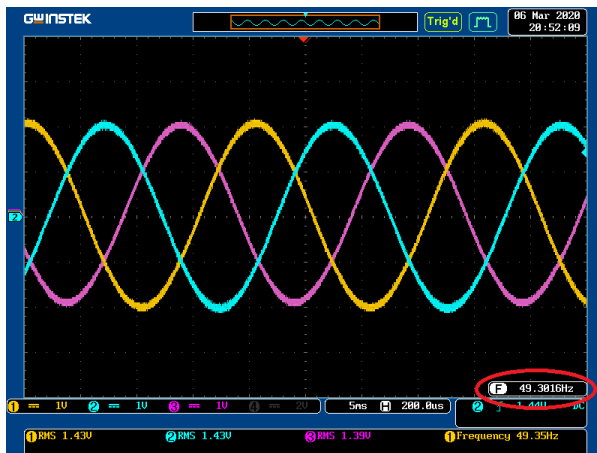 GWINSTEK
Trig'd
06 Mar 2020
20:52:09
2
F 49.3016Hz
1 1V 2 1V 3 1V 4 2V
5ms H 200.0us
2 1.44V DC
1 RMS 1.43V 2 RMS 1.43V 3 RMS 1.39V 1 Frequency 49.35Hz